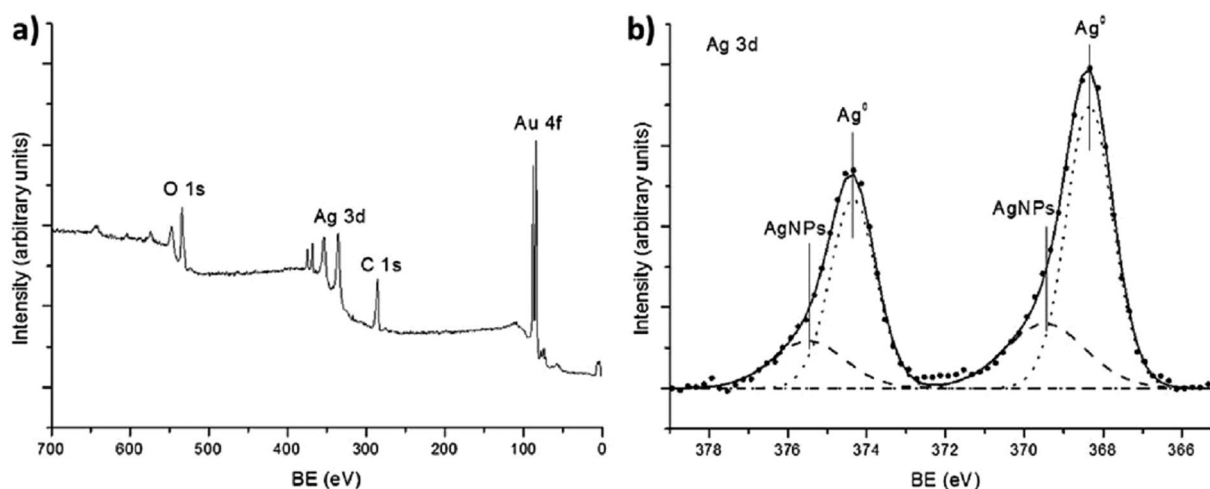 a)
O 1s
Ag 3d
C 1s
Au 4f
Intensity (arbitrary units)
700 600 500 400 300 200 100 0
BE (eV)
b)
Ag 3d
Ag⁰
Ag⁰
AgNPs
AgNPs
Intensity (arbitrary units)
378 376 374 372 370 368 366
BE (eV)